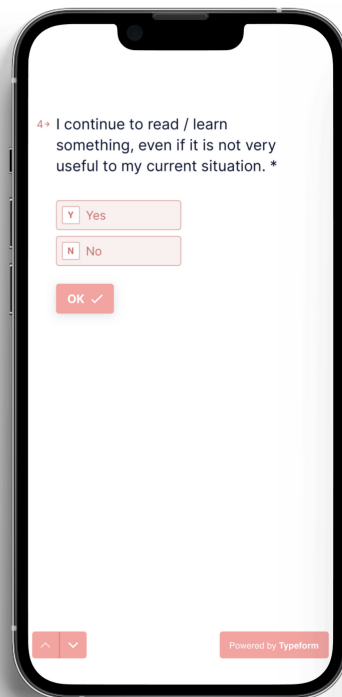 4→ I continue to read / learn
something, even if it is not very
useful to my current situation. *
Y Yes
N No
OK ✓
Powered by Typeform